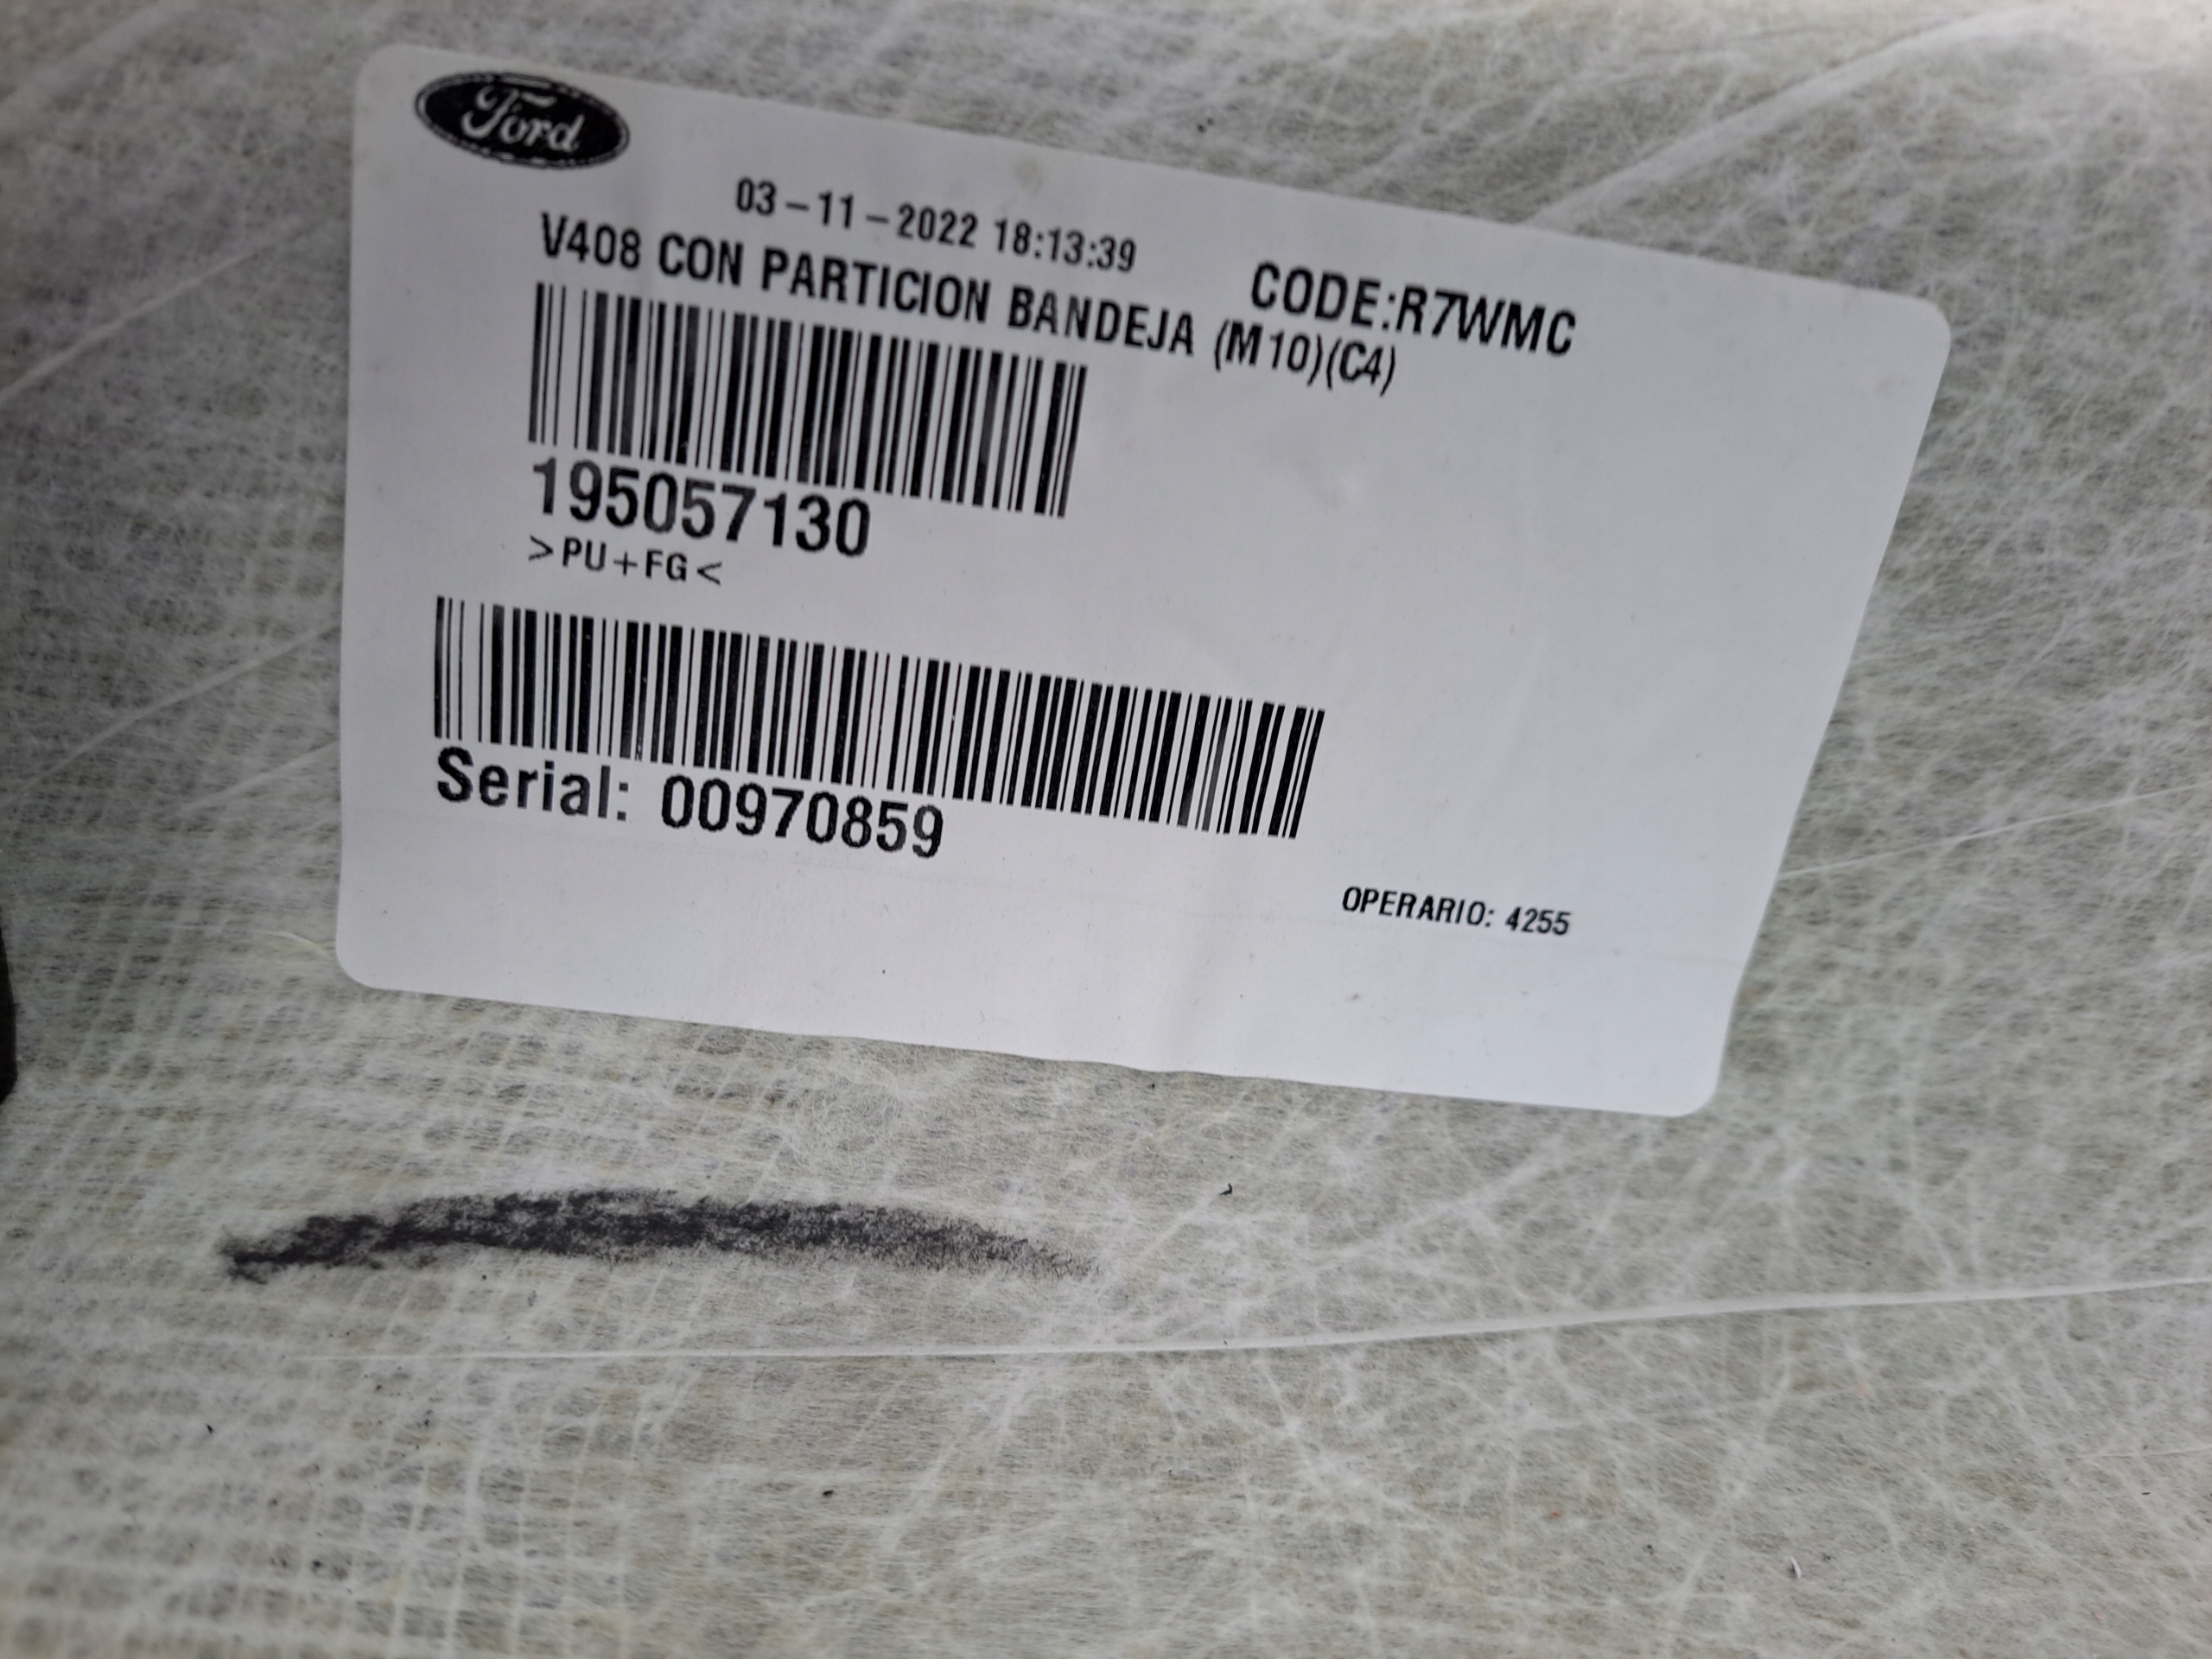 Ford
03-11-2022 18:13:39
CODE:R7WMC
V408 CON PARTICION BANDEJA (M10)(C4)
195057130
>PU+FG<
Serial: 00970859
OPERARIO: 4255